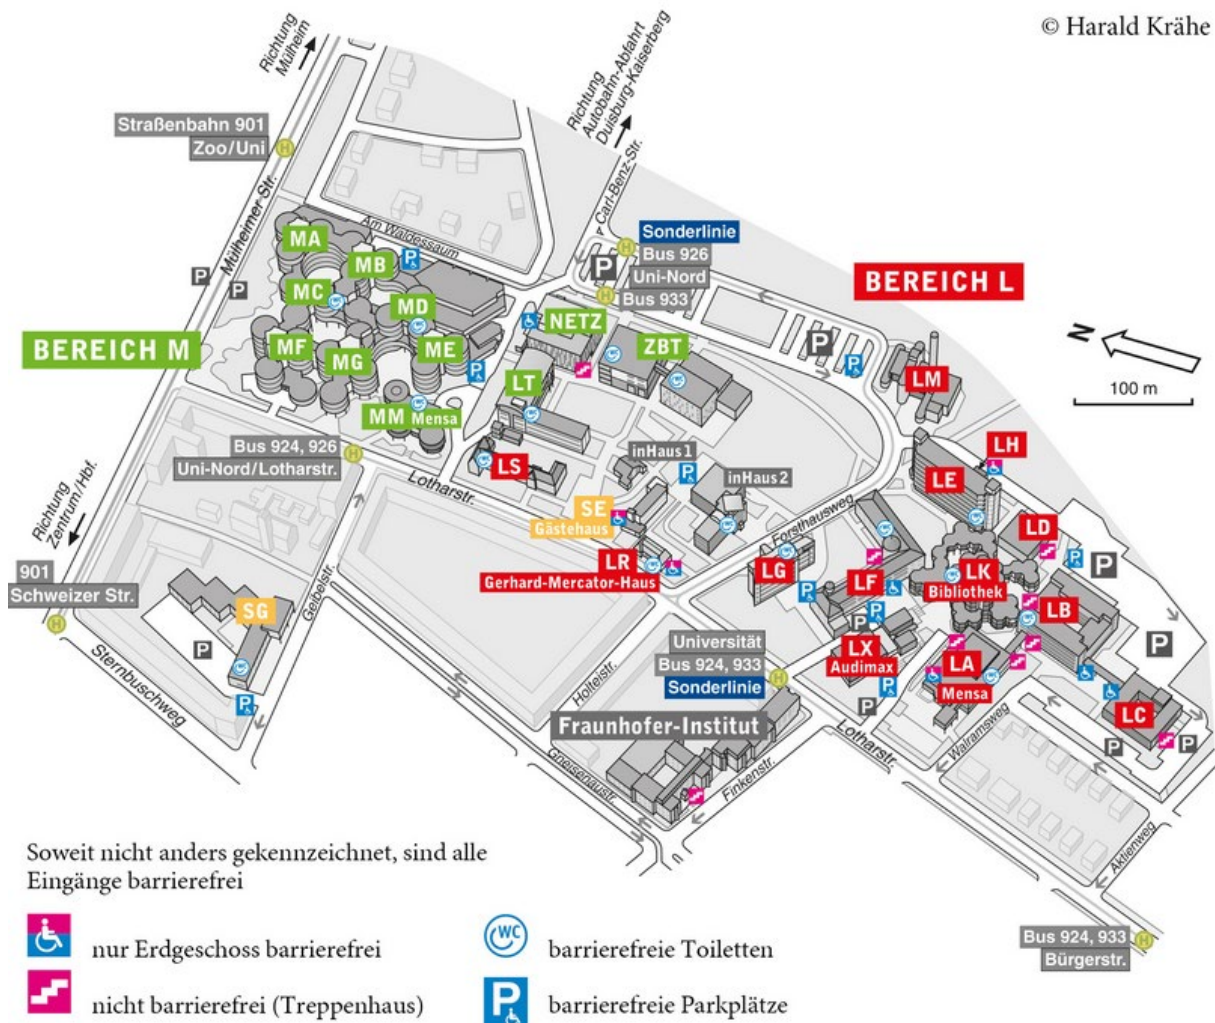 © Harald Krähe
Richtung
Mülheim
Richtung
Autobahn-Abfahrt
Duisburg-Kaiserberg
Straßenbahn 901
Zoo/Uni
Mülheimer Str.
Am Waldessaum
Carl-Benz-Str.
Sonderlinie
Bus 926
Uni-Nord
Bus 933
BEREICH L
BEREICH M
MA
MB
MC
MD
MF
MG
ME
MM Mensa
NETZ
ZBT
LT
LM
N
100 m
P
P
P
P
Bus 924, 926
Uni-Nord/Lotharstr.
Lotharstr.
LS
inHaus 1
inHaus 2
SE
Gästehaus
LR
Gerhard-Mercator-Haus
Forsthausweg
LH
LE
LD
LG
LF
LK
Bibliothek
LB
LX
Audimax
LA
Mensa
LC
P
P
P
P
P
P
Richtung
Zentrum/Hbf.
901
Schweizer Str.
SG
P
Geibelstr.
Sternbuschweg
Holteistr.
Universität
Bus 924, 933
Sonderlinie
Fraunhofer-Institut
Gneisenaustr.
Finkenstr.
Lotharstr.
Walramsweg
Aktienweg
Bus 924, 933
Bürgerstr.
Soweit nicht anders gekennzeichnet, sind alle
Eingänge barrierefrei
nur Erdgeschoss barrierefrei
WC barrierefreie Toiletten
nicht barrierefrei (Treppenhaus)
P barrierefreie Parkplätze